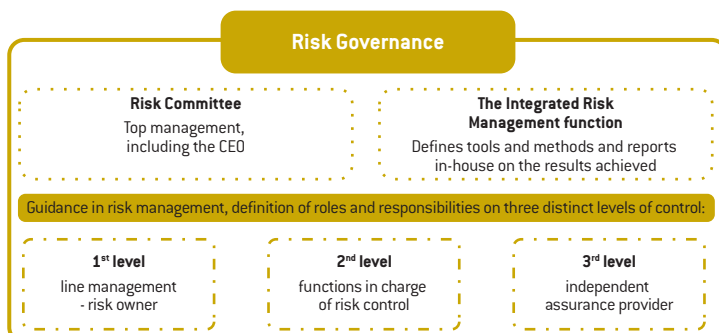 Risk Governance
Risk Committee
Top management,
including the CEO
The Integrated Risk
Management function
Defines tools and methods and reports
in-house on the results achieved
Guidance in risk management, definition of roles and responsibilities on three distinct levels of control:
1st level
line management
- risk owner
2nd level
functions in charge
of risk control
3rd level
independent
assurance provider